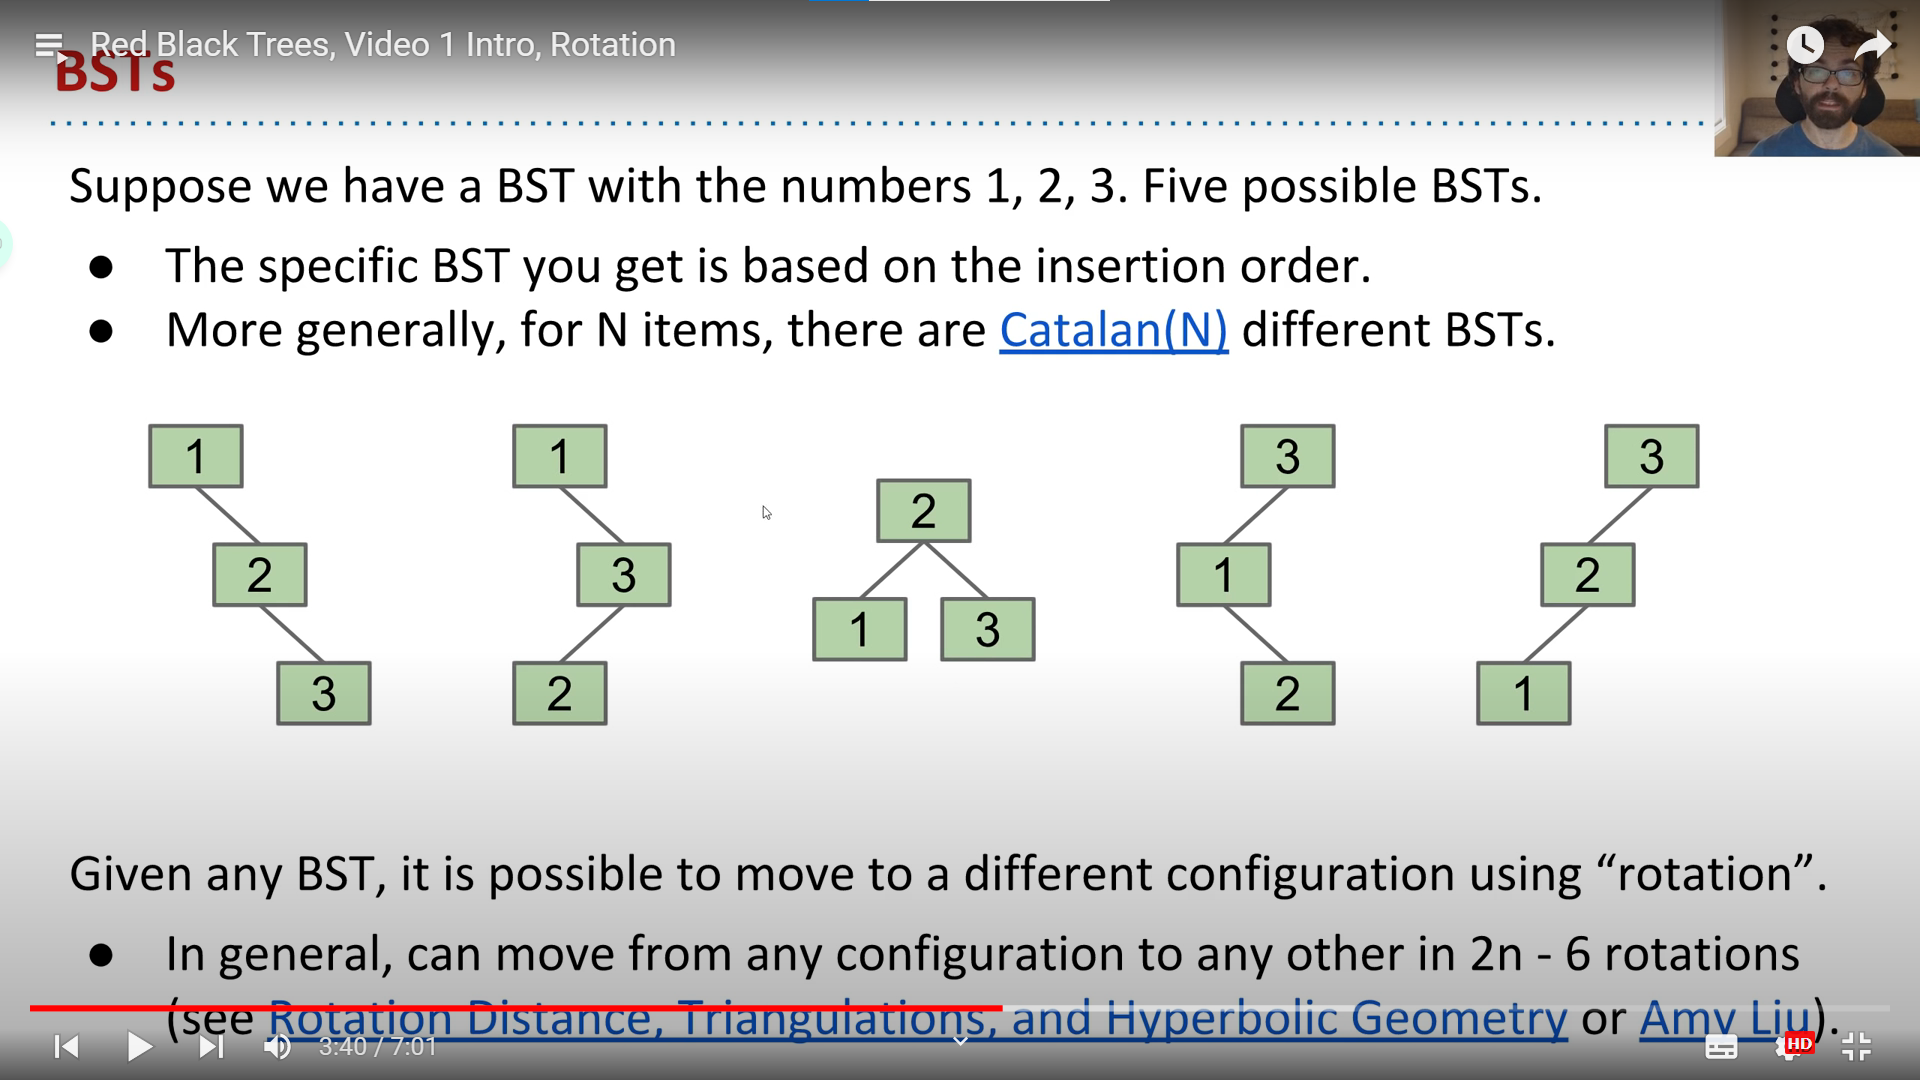 Red Black Trees, Video 1 Intro, Rotation
BSTs
Suppose we have a BST with the numbers 1, 2, 3. Five possible BSTs.
● The specific BST you get is based on the insertion order.
● More generally, for N items, there are Catalan(N) different BSTs.
1 1 3 3
2
2 3 1 2
1 3
3 2 2 1
Given any BST, it is possible to move to a different configuration using “rotation”.
● In general, can move from any configuration to any other in 2n - 6 rotations
(see Rotation Distance, Triangulations, and Hyperbolic Geometry or Amy Liu).
3:40 / 7:01
HD